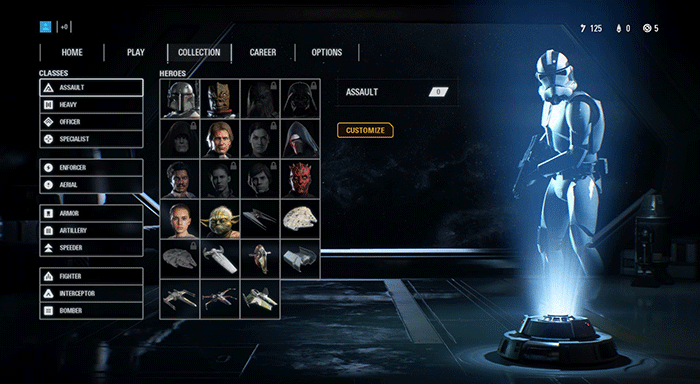 +0
125
0
5
HOME
PLAY
COLLECTION
CAREER
OPTIONS
CLASSES
ASSAULT
HEAVY
OFFICER
SPECIALIST
ENFORCER
AERIAL
ARMOR
ARTILLERY
SPEEDER
FIGHTER
INTERCEPTOR
BOMBER
HEROES
ASSAULT
0
CUSTOMIZE